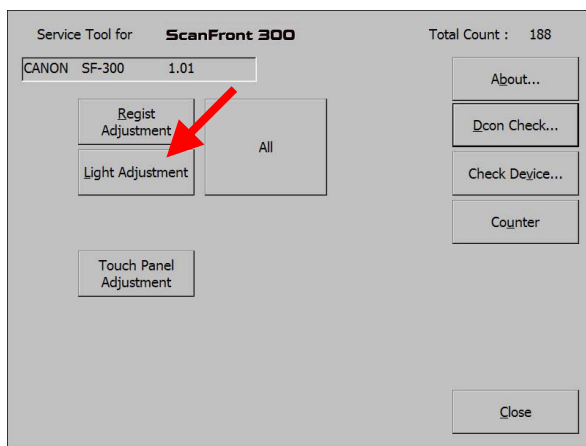 Service Tool for ScanFront 300 Total Count : 188
CANON SF-300 1.01
About...
Regist
Adjustment
All
Dcon Check...
Light Adjustment
Check Device...
Counter
Touch Panel
Adjustment
Close